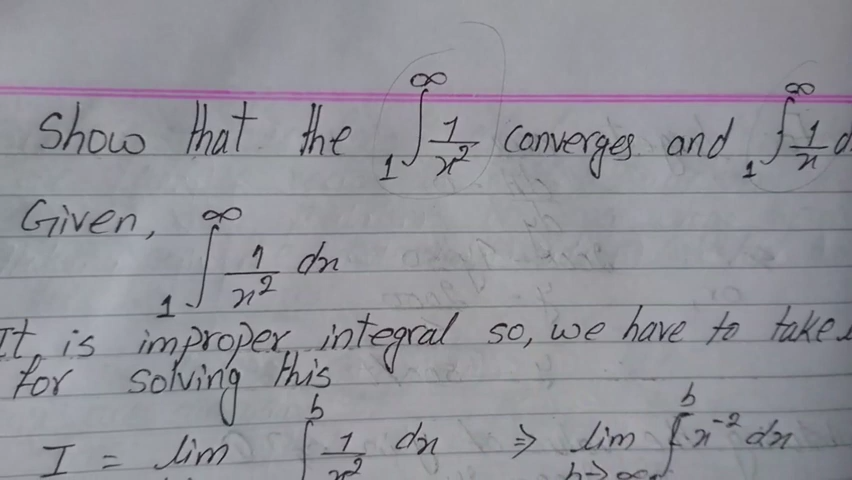 Show that the ₁∫^∞ 1/x² converges and ₁∫^∞ 1/x d
Given,
₁∫^∞ 1/x² dx
It is improper integral so, we have to take
for solving this
I = lim ∫^b 1/x² dx ⇒ lim b→∞ ∫^b x⁻² dx